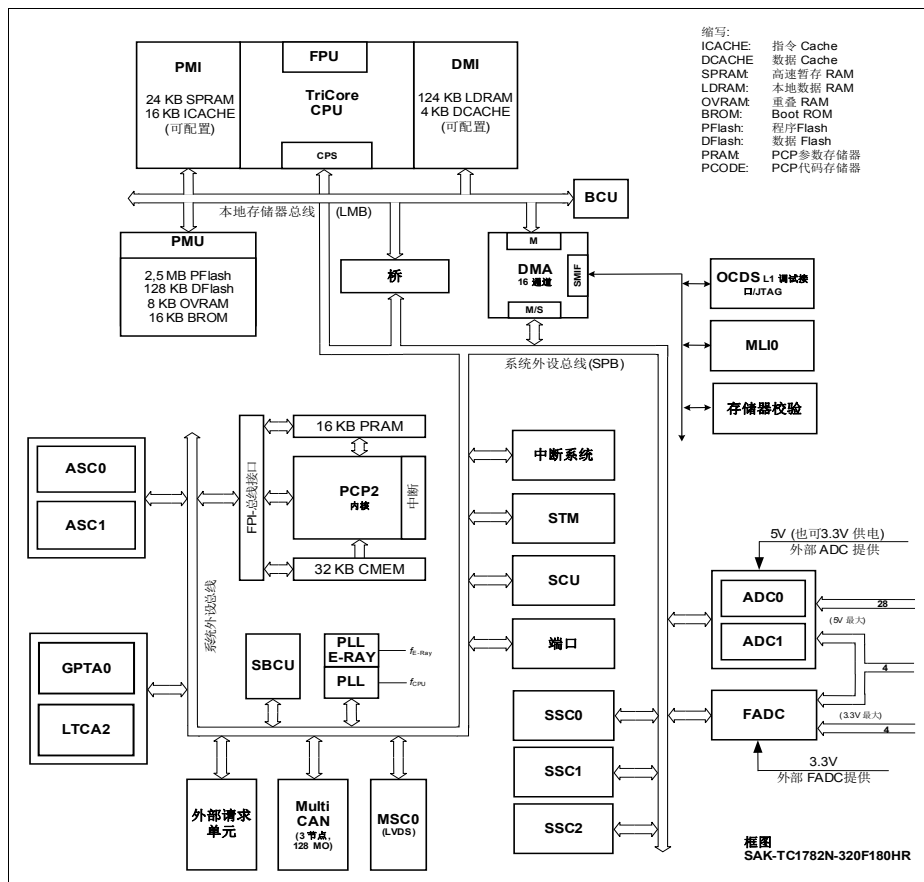 缩写:
ICACHE: 指令 Cache
DCACHE 数据 Cache
SPRAM: 高速暂存 RAM
LDRAM: 本地数据 RAM
OVRAM: 重叠 RAM
BROM: Boot ROM
PFlash: 程序Flash
DFlash: 数据 Flash
PRAM: PCP参数存储器
PCODE: PCP代码存储器
PMI
24 KB SPRAM
16 KB ICACHE
(可配置)
FPU
TriCore
CPU
CPS
DMI
124 KB LDRAM
4 KB DCACHE
(可配置)
本地存储器总线 (LMB)
BCU
PMU
2,5 MB PFlash
128 KB DFlash
8 KB OVRAM
16 KB BROM
桥
M
DMA
16 通道
SMIF
M/S
OCDS L1 调试接
口/JTAG
MLI0
存储器校验
系统外设总线(SPB)
ASC0
ASC1
FPI-总线接口
16 KB PRAM
PCP2
内核
中断
32 KB CMEM
中断系统
STM
SCU
端口
5V (也可3.3V 供电)
外部 ADC 提供
ADC0
ADC1
28
(5V 最大)
4
系统外设总线
GPTA0
LTCA2
SBCU
PLL
E-RAY
PLL
fE-Ray
fCPU
SSC0
SSC1
SSC2
FADC
(3.3V 最大)
4
3.3V
外部 FADC提供
外部请求
单元
Multi
CAN
(3 节点,
128 MO)
MSC0
(LVDS)
框图
SAK-TC1782N-320F180HR